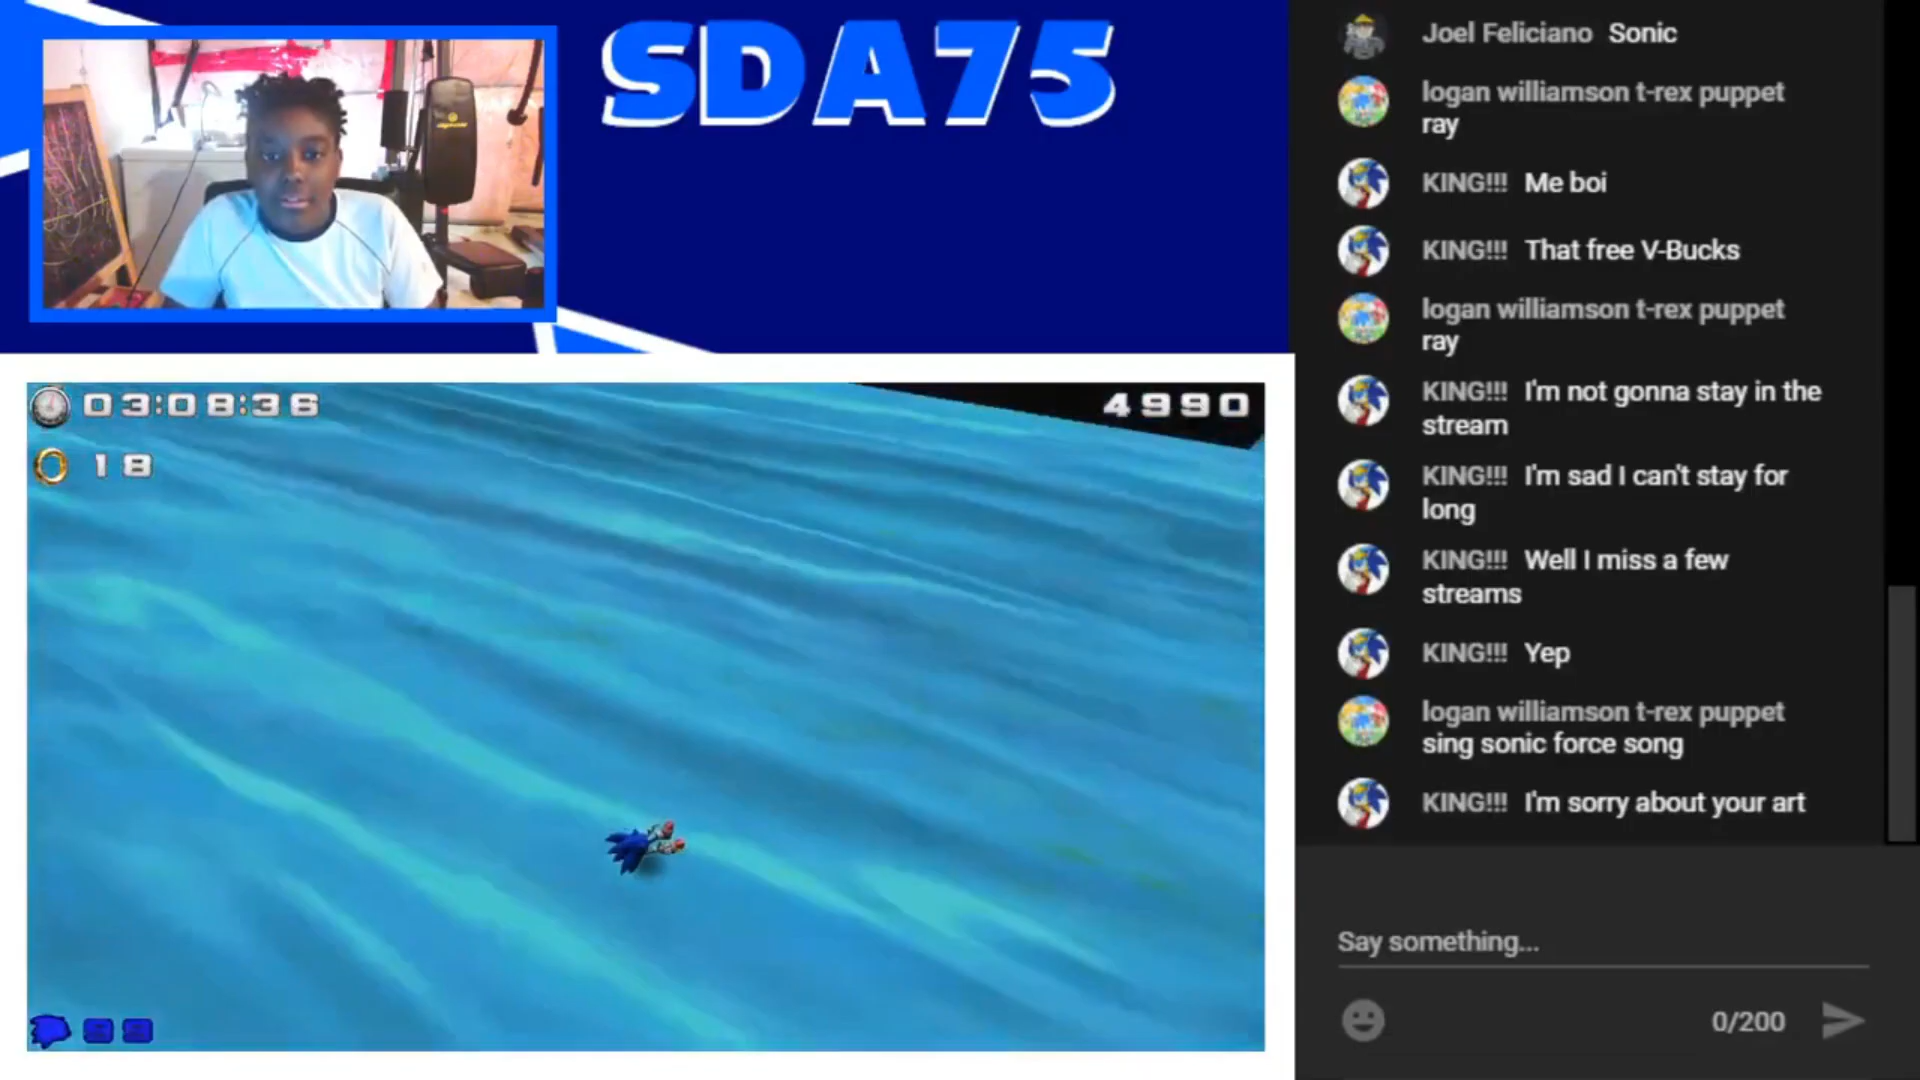 SDA75
03:08:36
4990
18
99
Joel Feliciano Sonic
logan williamson t-rex puppet
ray
KING!!! Me boi
KING!!! That free V-Bucks
logan williamson t-rex puppet
ray
KING!!! I'm not gonna stay in the
stream
KING!!! I'm sad I can't stay for
long
KING!!! Well I miss a few
streams
KING!!! Yep
logan williamson t-rex puppet
sing sonic force song
KING!!! I'm sorry about your art
Say something...
0/200